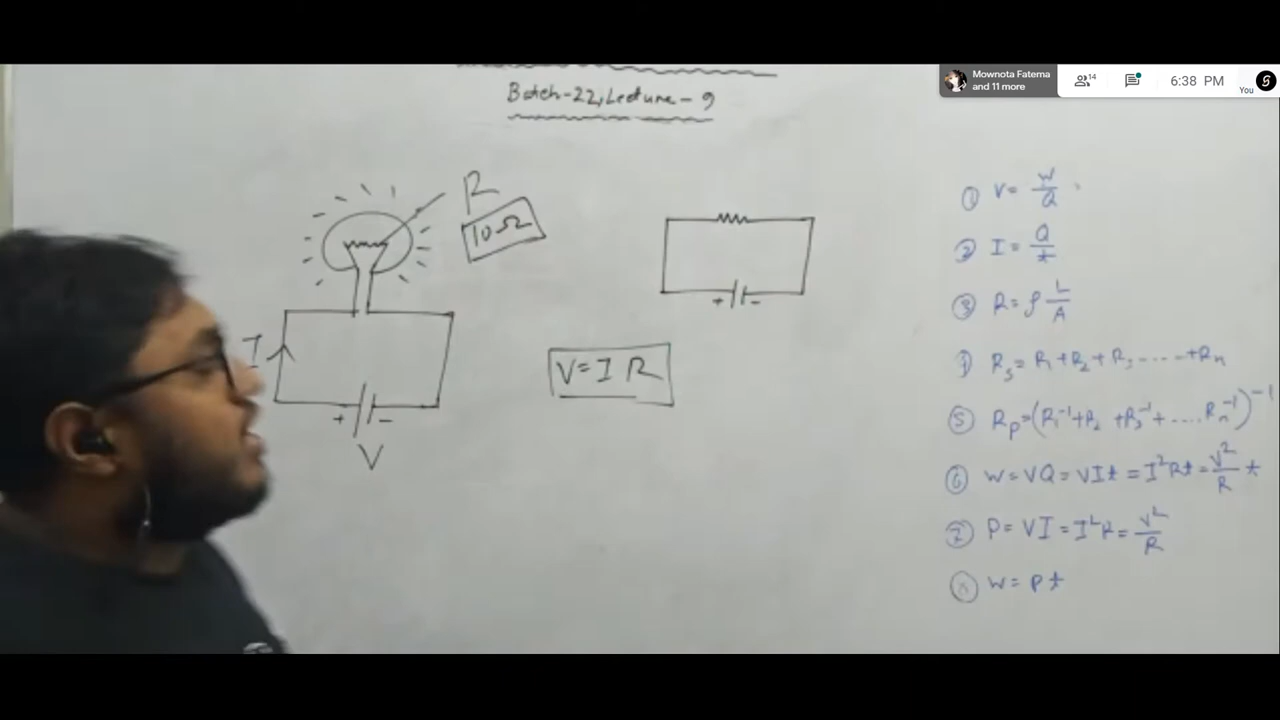 Mownota Fatema
and 11 more
14
6:38 PM
You
Batch-22, Lecture-9
R
10Ω
I
+ -
V
+ -
V= I R
① V= W/Q
② I= Q/t
③ R= ρ L/A
④ Rs= R1+R2+R3.....+Rn
⑤ Rp=(R1⁻¹+R2 +R3⁻¹+....Rn⁻¹)⁻¹
⑥ W=VQ=VIt=I²Rt=V²/R t
⑦ P=VI=I²R=V²/R
⑧ W=Pt